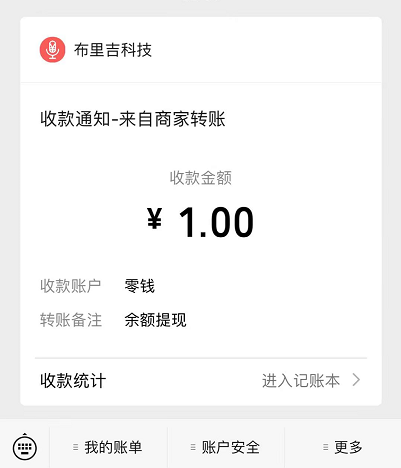 布里吉科技
收款通知-来自商家转账
收款金额
¥ 1.00
收款账户 零钱
转账备注 余额提现
收款统计 进入记账本
我的账单 账户安全 更多